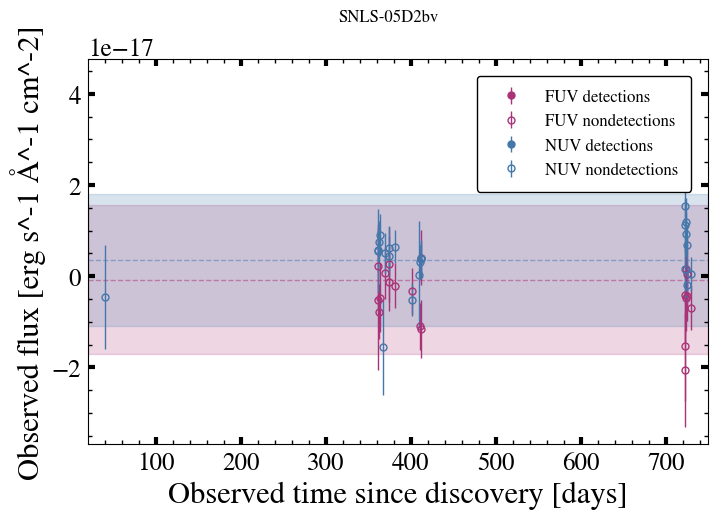 SNLS-05D2bv
1e−17
Observed flux [erg s^-1 Å^-1 cm^-2]
4
2
0
−2
FUV detections
FUV nondetections
NUV detections
NUV nondetections
100 200 300 400 500 600 700
Observed time since discovery [days]